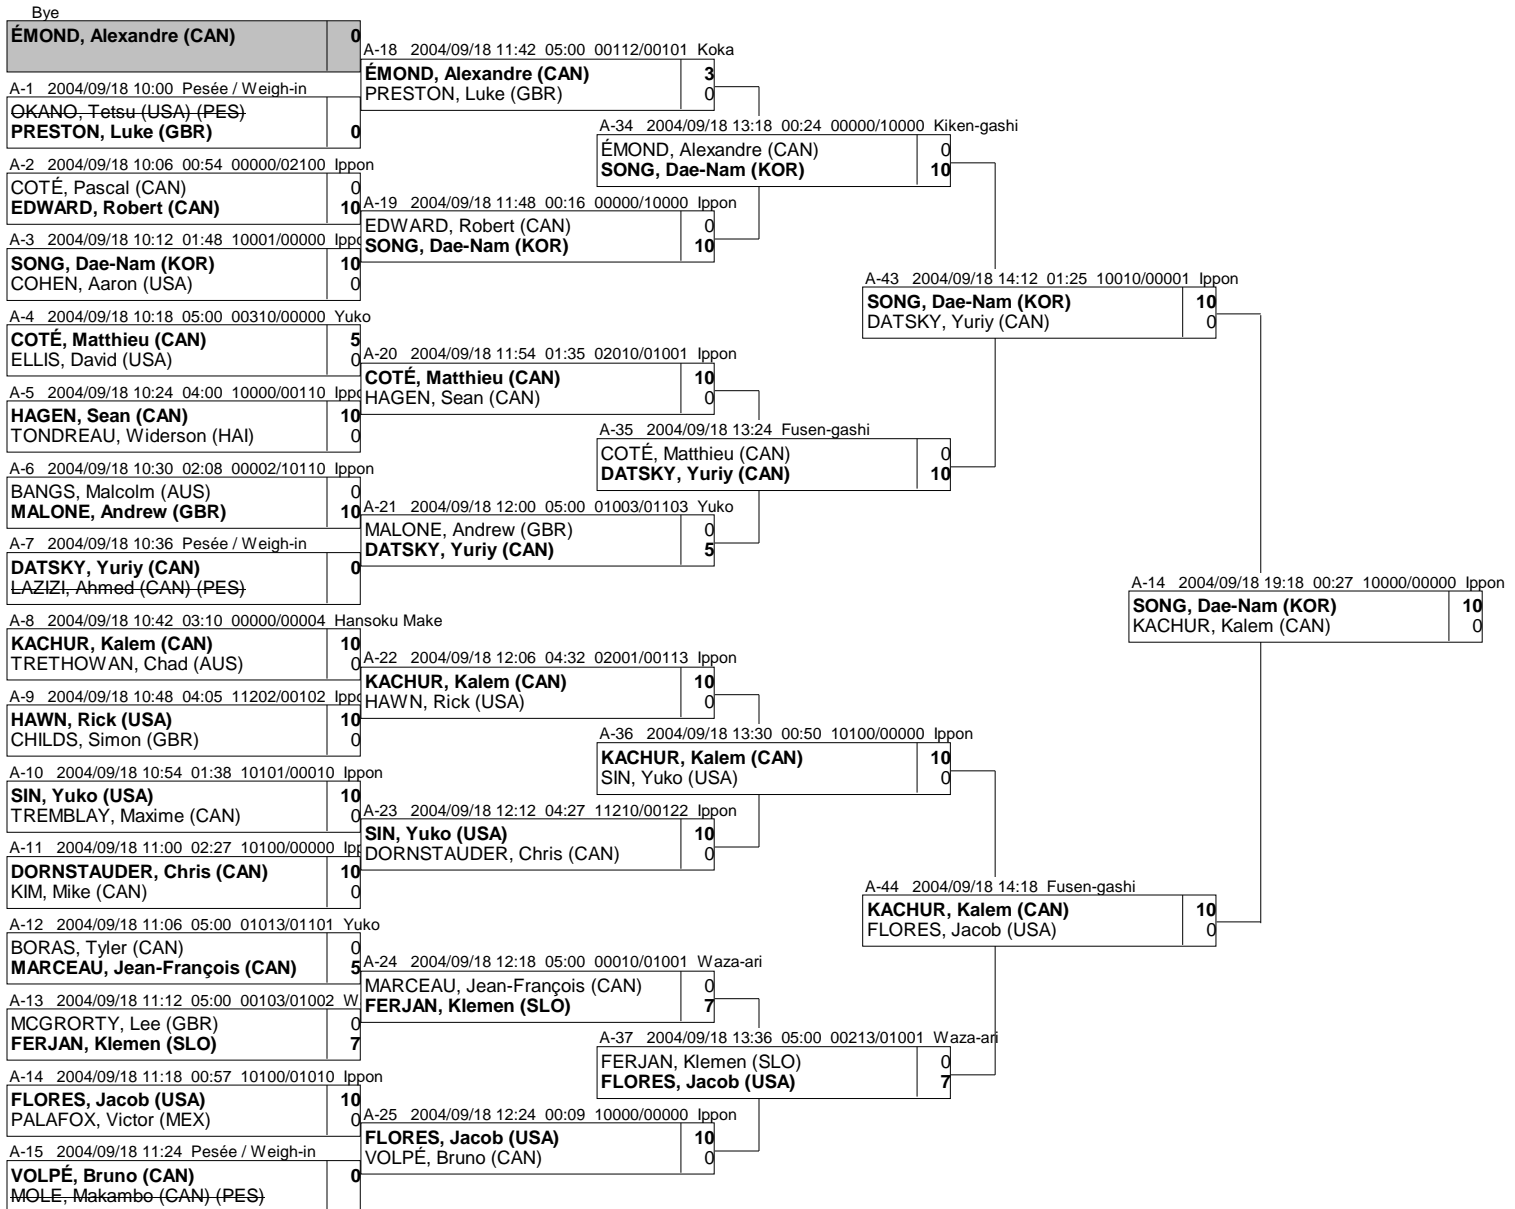 Bye
ÉMOND, Alexandre (CAN) 0
A-1 2004/09/18 10:00 Pesée / Weigh-in
OKANO, Tetsu (USA) (PES)
PRESTON, Luke (GBR) 0
A-2 2004/09/18 10:06 00:54 00000/02100 Ippon
COTÉ, Pascal (CAN) 0
EDWARD, Robert (CAN) 10
A-3 2004/09/18 10:12 01:48 10001/00000 Ippo
SONG, Dae-Nam (KOR) 10
COHEN, Aaron (USA) 0
A-4 2004/09/18 10:18 05:00 00310/00000 Yuko
COTÉ, Matthieu (CAN) 5
ELLIS, David (USA) 0
A-5 2004/09/18 10:24 04:00 10000/00110 Ippo
HAGEN, Sean (CAN) 10
TONDREAU, Widerson (HAI) 0
A-6 2004/09/18 10:30 02:08 00002/10110 Ippon
BANGS, Malcolm (AUS) 0
MALONE, Andrew (GBR) 10
A-7 2004/09/18 10:36 Pesée / Weigh-in
DATSKY, Yuriy (CAN) 0
LAZIZI, Ahmed (CAN) (PES)
A-8 2004/09/18 10:42 03:10 00000/00004 Hansoku Make
KACHUR, Kalem (CAN) 10
TRETHOWAN, Chad (AUS) 0
A-9 2004/09/18 10:48 04:05 11202/00102 Ippo
HAWN, Rick (USA) 10
CHILDS, Simon (GBR) 0
A-10 2004/09/18 10:54 01:38 10101/00010 Ippon
SIN, Yuko (USA) 10
TREMBLAY, Maxime (CAN) 0
A-11 2004/09/18 11:00 02:27 10100/00000 Ipp
DORNSTAUDER, Chris (CAN) 10
KIM, Mike (CAN) 0
A-12 2004/09/18 11:06 05:00 01013/01101 Yuko
BORAS, Tyler (CAN) 0
MARCEAU, Jean-François (CAN) 5
A-13 2004/09/18 11:12 05:00 00103/01002 W
MCGRORTY, Lee (GBR) 0
FERJAN, Klemen (SLO) 7
A-14 2004/09/18 11:18 00:57 10100/01010 Ippon
FLORES, Jacob (USA) 10
PALAFOX, Victor (MEX) 0
A-15 2004/09/18 11:24 Pesée / Weigh-in
VOLPÉ, Bruno (CAN) 0
MOLE, Makambo (CAN) (PES)
A-18 2004/09/18 11:42 05:00 00112/00101 Koka
ÉMOND, Alexandre (CAN) 3
PRESTON, Luke (GBR) 0
A-19 2004/09/18 11:48 00:16 00000/10000 Ippon
EDWARD, Robert (CAN) 0
SONG, Dae-Nam (KOR) 10
A-20 2004/09/18 11:54 01:35 02010/01001 Ippon
COTÉ, Matthieu (CAN) 10
HAGEN, Sean (CAN) 0
A-21 2004/09/18 12:00 05:00 01003/01103 Yuko
MALONE, Andrew (GBR) 0
DATSKY, Yuriy (CAN) 5
A-22 2004/09/18 12:06 04:32 02001/00113 Ippon
KACHUR, Kalem (CAN) 10
HAWN, Rick (USA) 0
A-23 2004/09/18 12:12 04:27 11210/00122 Ippon
SIN, Yuko (USA) 10
DORNSTAUDER, Chris (CAN) 0
A-24 2004/09/18 12:18 05:00 00010/01001 Waza-ari
MARCEAU, Jean-François (CAN) 0
FERJAN, Klemen (SLO) 7
A-25 2004/09/18 12:24 00:09 10000/00000 Ippon
FLORES, Jacob (USA) 10
VOLPÉ, Bruno (CAN) 0
A-34 2004/09/18 13:18 00:24 00000/10000 Kiken-gashi
ÉMOND, Alexandre (CAN) 0
SONG, Dae-Nam (KOR) 10
A-35 2004/09/18 13:24 Fusen-gashi
COTÉ, Matthieu (CAN) 0
DATSKY, Yuriy (CAN) 10
A-36 2004/09/18 13:30 00:50 10100/00000 Ippon
KACHUR, Kalem (CAN) 10
SIN, Yuko (USA) 0
A-37 2004/09/18 13:36 05:00 00213/01001 Waza-ari
FERJAN, Klemen (SLO) 0
FLORES, Jacob (USA) 7
A-43 2004/09/18 14:12 01:25 10010/00001 Ippon
SONG, Dae-Nam (KOR) 10
DATSKY, Yuriy (CAN) 0
A-44 2004/09/18 14:18 Fusen-gashi
KACHUR, Kalem (CAN) 10
FLORES, Jacob (USA) 0
A-14 2004/09/18 19:18 00:27 10000/00000 Ippon
SONG, Dae-Nam (KOR) 10
KACHUR, Kalem (CAN) 0